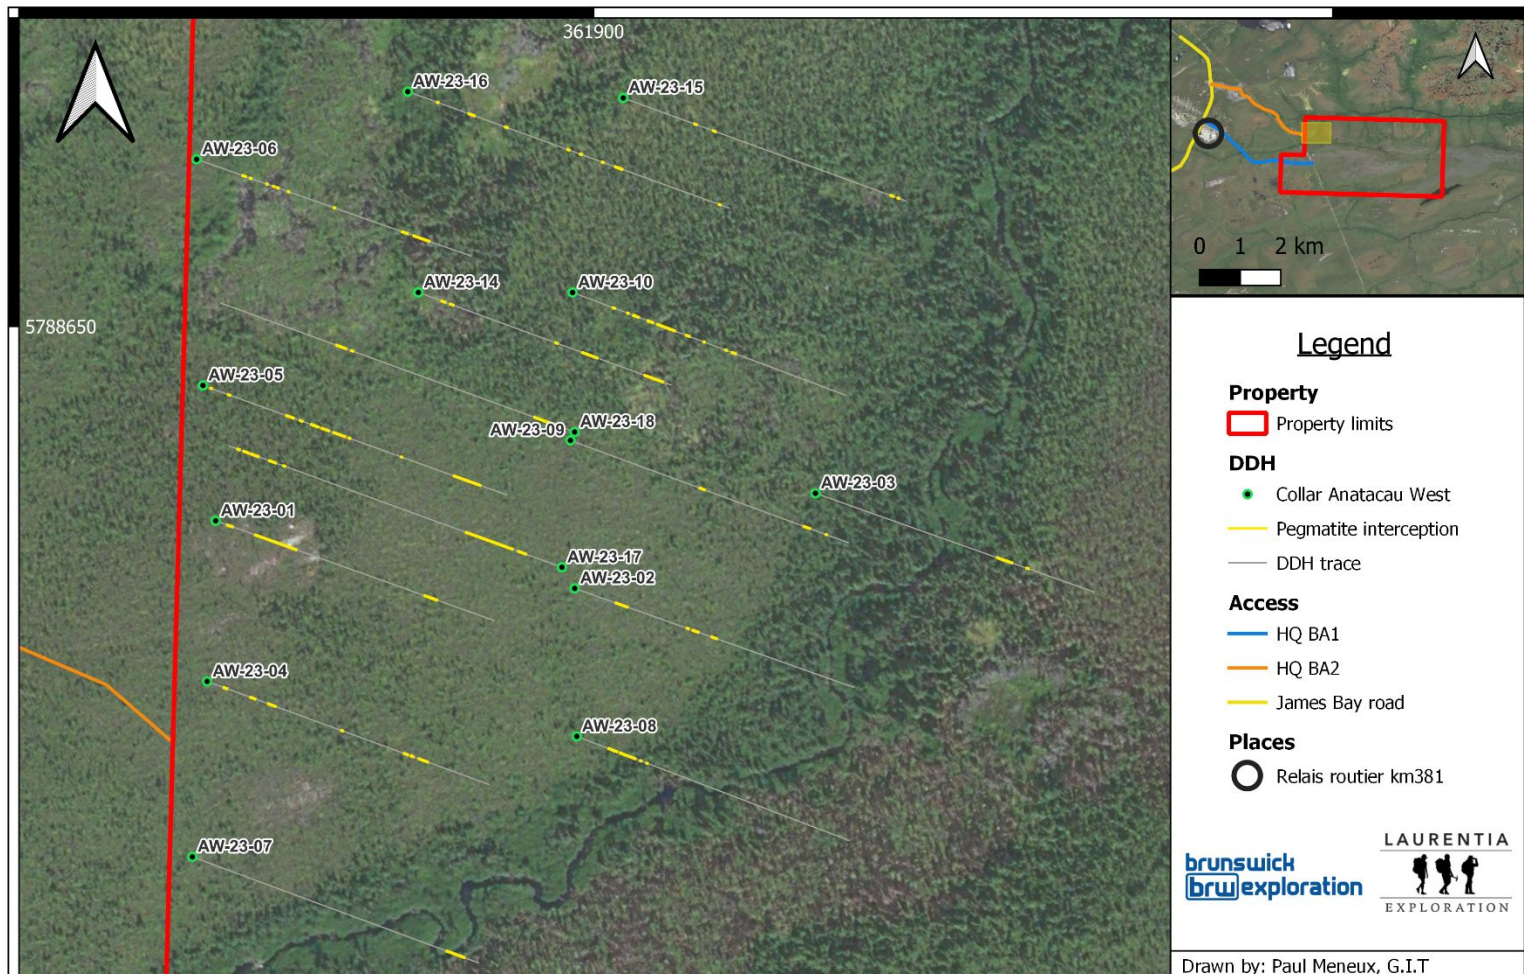 361900
AW-23-16
AW-23-15
AW-23-06
AW-23-14
AW-23-10
5788650
AW-23-05
AW-23-18
AW-23-09
AW-23-03
AW-23-01
AW-23-17
AW-23-02
AW-23-04
AW-23-08
AW-23-07
0 1 2 km
Legend
Property
Property limits
DDH
Collar Anatacau West
Pegmatite interception
DDH trace
Access
HQ BA1
HQ BA2
James Bay road
Places
Relais routier km381
brunswick
brw exploration
LAURENTIA
EXPLORATION
Drawn by: Paul Meneux, G.I.T